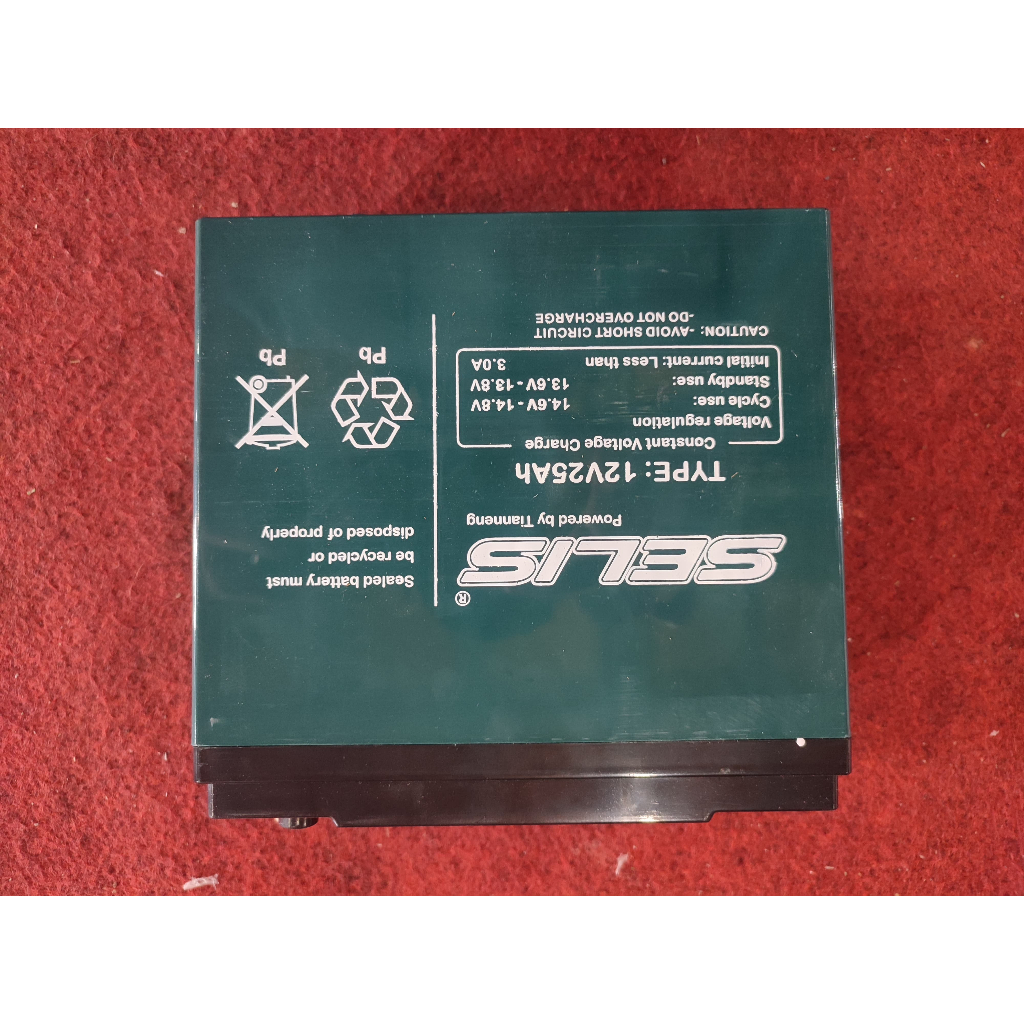 SELIS®
Powered by Tianneng
TYPE: 12V25Ah
Constant Voltage Charge
Voltage regulation
Cycle use: 14.6V - 14.8V
Standby use: 13.6V - 13.8V
Initial current: Less than 3.0A
CAUTION: -AVOID SHORT CIRCUIT
-DO NOT OVERCHARGE
Sealed battery must
be recycled or
disposed of properly
Pb
Pb